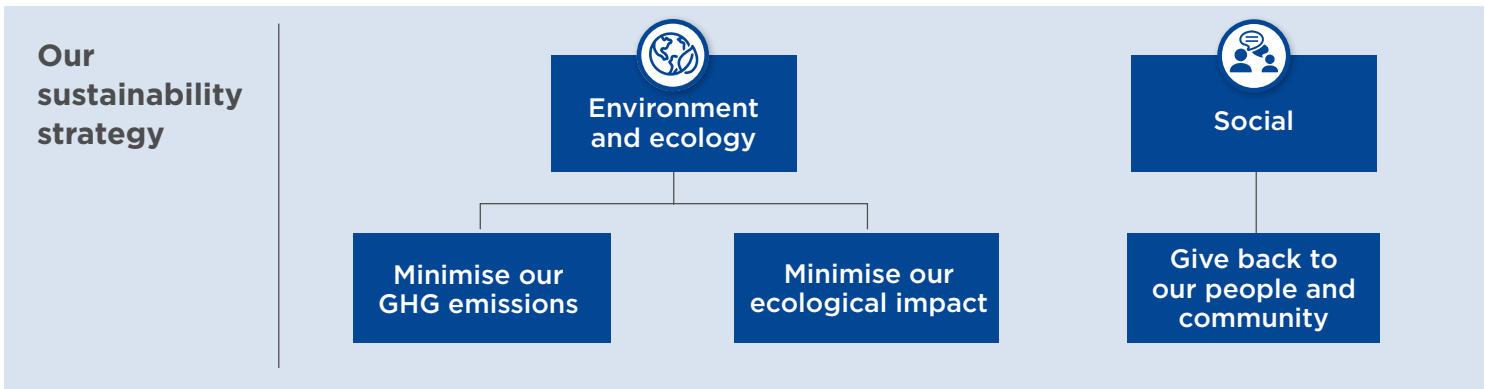 Our
sustainability
strategy
Environment
and ecology
Social
Minimise our
GHG emissions
Minimise our
ecological impact
Give back to
our people and
community